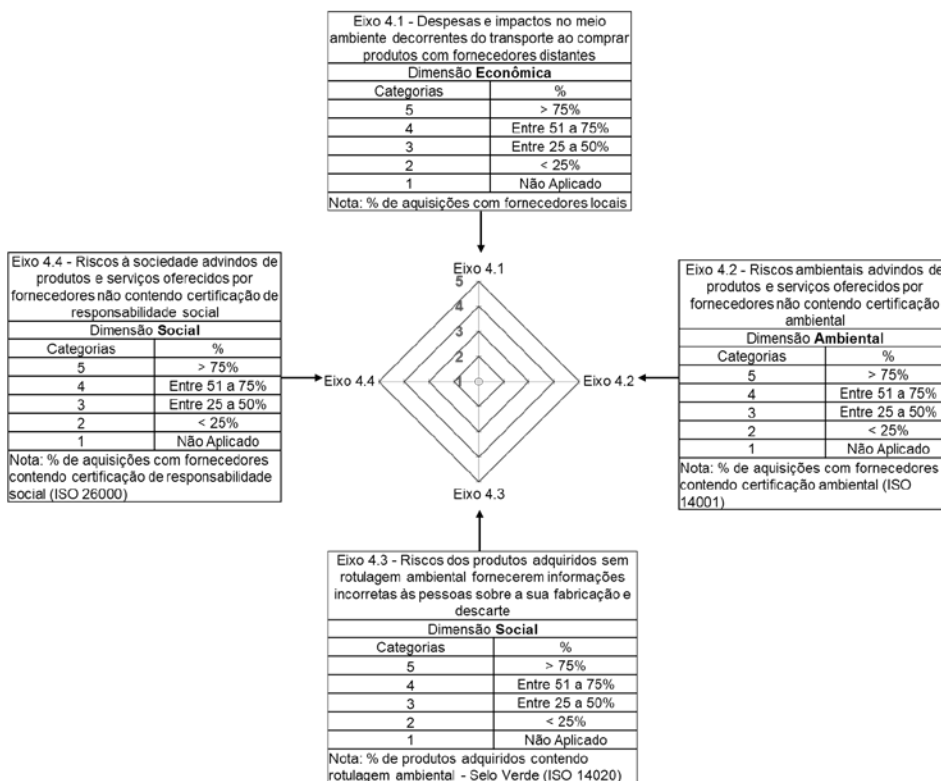 Eixo 4.1 - Despesas e impactos no meio
ambiente decorrentes do transporte ao comprar
produtos com fornecedores distantes
Dimensão Econômica
Categorias %
5 > 75%
4 Entre 51 a 75%
3 Entre 25 a 50%
2 < 25%
1 Não Aplicado
Nota: % de aquisições com fornecedores locais
Eixo 4.4 - Riscos à sociedade advindos de
produtos e serviços oferecidos por
fornecedores não contendo certificação de
responsabilidade social
Dimensão Social
Categorias %
5 > 75%
4 Entre 51 a 75%
3 Entre 25 a 50%
2 < 25%
1 Não Aplicado
Nota: % de aquisições com fornecedores
contendo certificação de responsabilidade
social (ISO 26000)
Eixo 4.1
5
4
3
2
1
Eixo 4.4
Eixo 4.2
Eixo 4.3
Eixo 4.2 - Riscos ambientais advindos de
produtos e serviços oferecidos por
fornecedores não contendo certificação
ambiental
Dimensão Ambiental
Categorias %
5 > 75%
4 Entre 51 a 75%
3 Entre 25 a 50%
2 < 25%
1 Não Aplicado
Nota: % de aquisições com fornecedores
contendo certificação ambiental (ISO
14001)
Eixo 4.3 - Riscos dos produtos adquiridos sem
rotulagem ambiental fornecerem informações
incorretas às pessoas sobre a sua fabricação e
descarte
Dimensão Social
Categorias %
5 > 75%
4 Entre 51 a 75%
3 Entre 25 a 50%
2 < 25%
1 Não Aplicado
Nota: % de produtos adquiridos contendo
rotulagem ambiental - Selo Verde (ISO 14020)